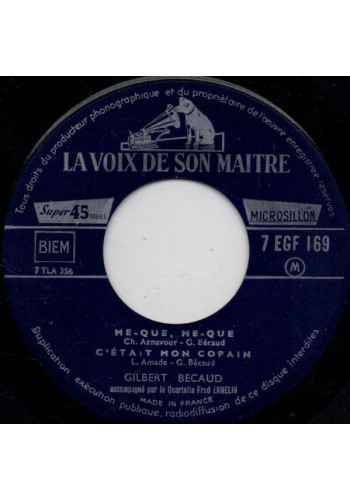 Tous droits du producteur phonographique et du propriétaire de l'œuvre enregistrée réservés
LA VOIX DE SON MAITRE
Super 45 TOURS
MICROSILLON
BIEM
7 EGF 169
7 TLA 356
M
ME-QUE, ME-QUE
Ch. Aznavour - G. Bécaud
C'ÉTAIT MON COPAIN
L. Amade - G. Bécaud
GILBERT BECAUD
accompagné par le Quartette Fred ERMELIN
MADE IN FRANCE
Duplication exécution publique, radiodiffusion de ce disque interdites